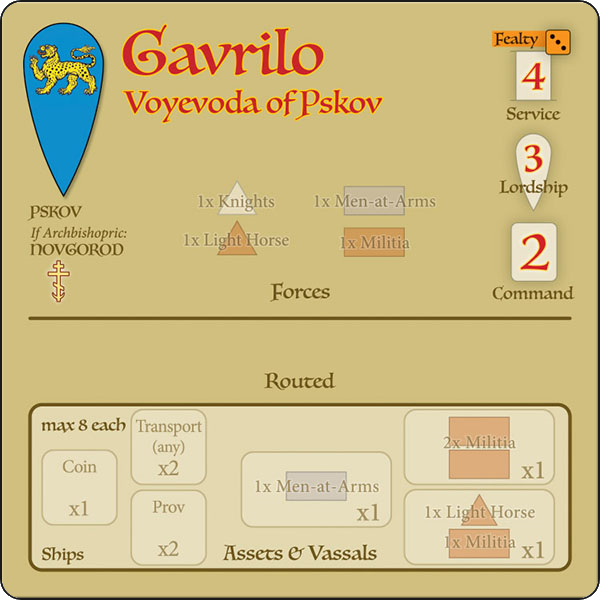 Gavrilo
Voyevoda of Pskov
Fealty
4
Service
3
Lordship
2
Command
PSKOV
If Archbishopric:
NOVGOROD
1x Knights
1x Men-at-Arms
1x Light Horse
1x Militia
Forces
Routed
max 8 each
Coin
x1
Transport
(any)
x2
Prov
x2
Ships
1x Men-at-Arms
x1
Assets & Vassals
2x Militia
x1
1x Light Horse
1x Militia
x1